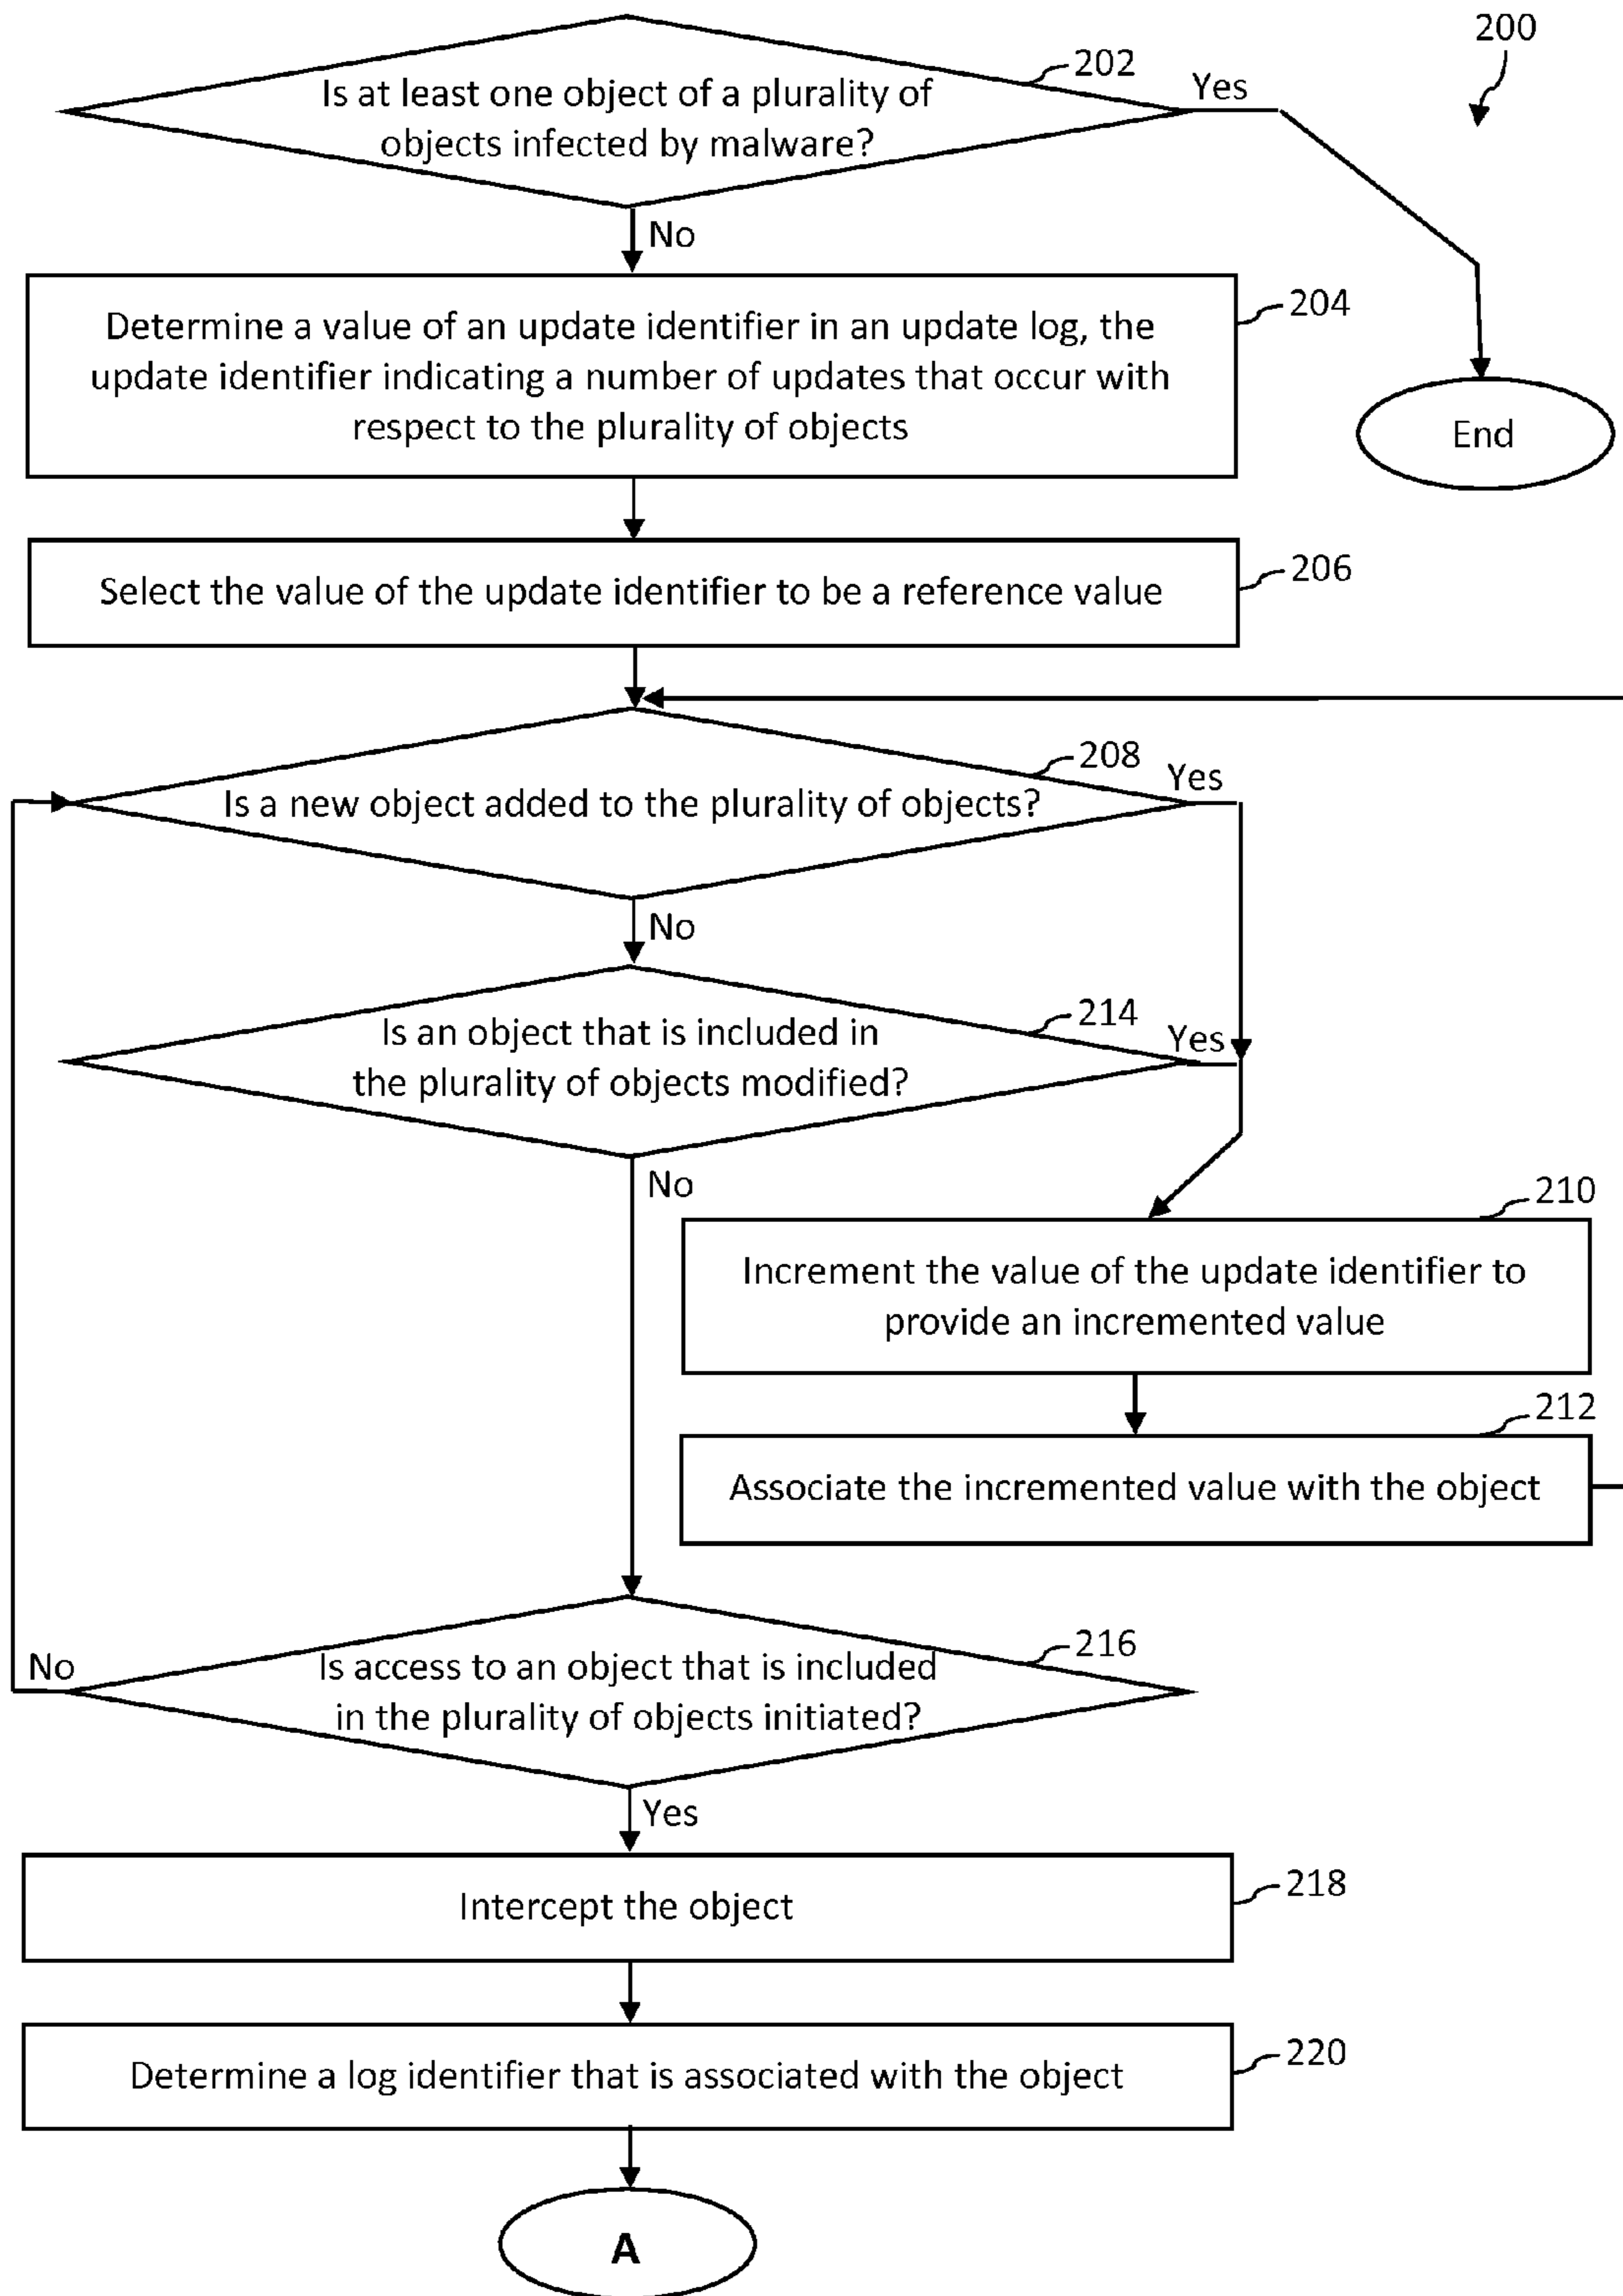 200
202
Is at least one object of a plurality of
objects infected by malware?
Yes
No
204
Determine a value of an update identifier in an update log, the
update identifier indicating a number of updates that occur with
respect to the plurality of objects
End
206
Select the value of the update identifier to be a reference value
208
Is a new object added to the plurality of objects?
Yes
No
214
Is an object that is included in
the plurality of objects modified?
Yes
No
210
Increment the value of the update identifier to
provide an incremented value
212
Associate the incremented value with the object
216
Is access to an object that is included
in the plurality of objects initiated?
No
Yes
218
Intercept the object
220
Determine a log identifier that is associated with the object
A